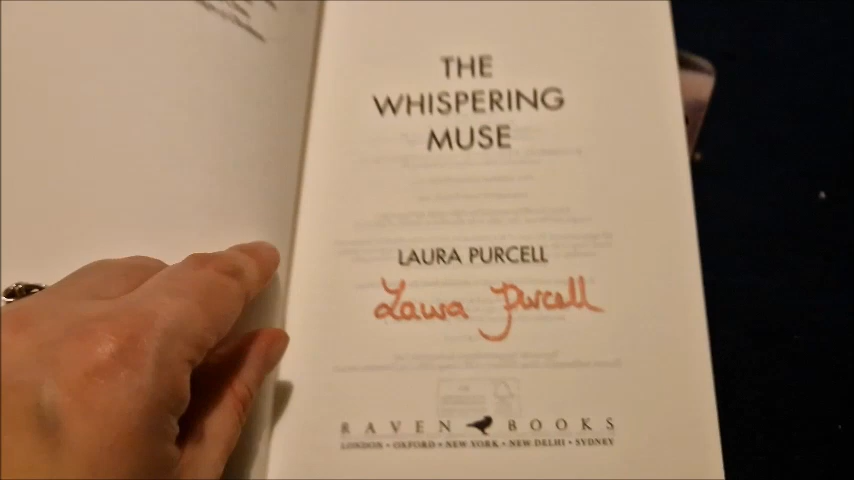 THE
WHISPERING
MUSE
LAURA PURCELL
Laura Purcell
RAVEN BOOKS
LONDON • OXFORD • NEW YORK • NEW DELHI • SYDNEY